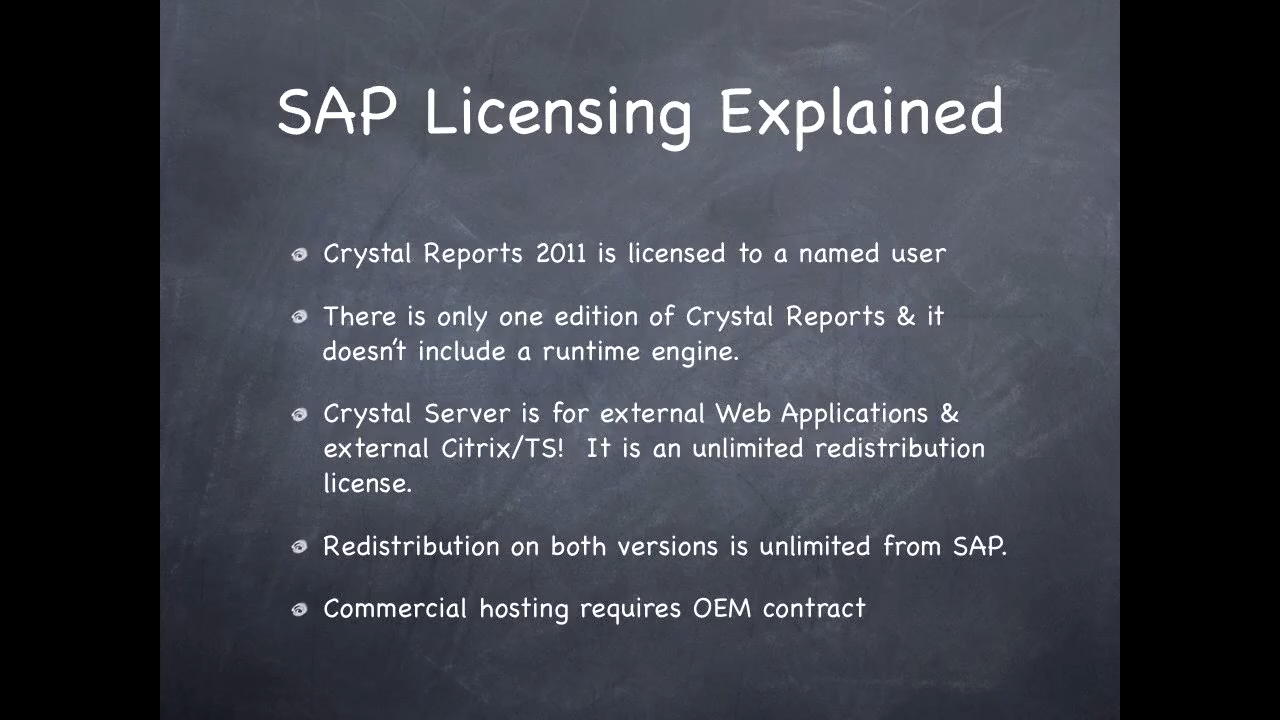 SAP Licensing Explained
Crystal Reports 2011 is licensed to a named user
There is only one edition of Crystal Reports & it
doesn't include a runtime engine.
Crystal Server is for external Web Applications &
external Citrix/TS!  It is an unlimited redistribution
license.
Redistribution on both versions is unlimited from SAP.
Commercial hosting requires OEM contract